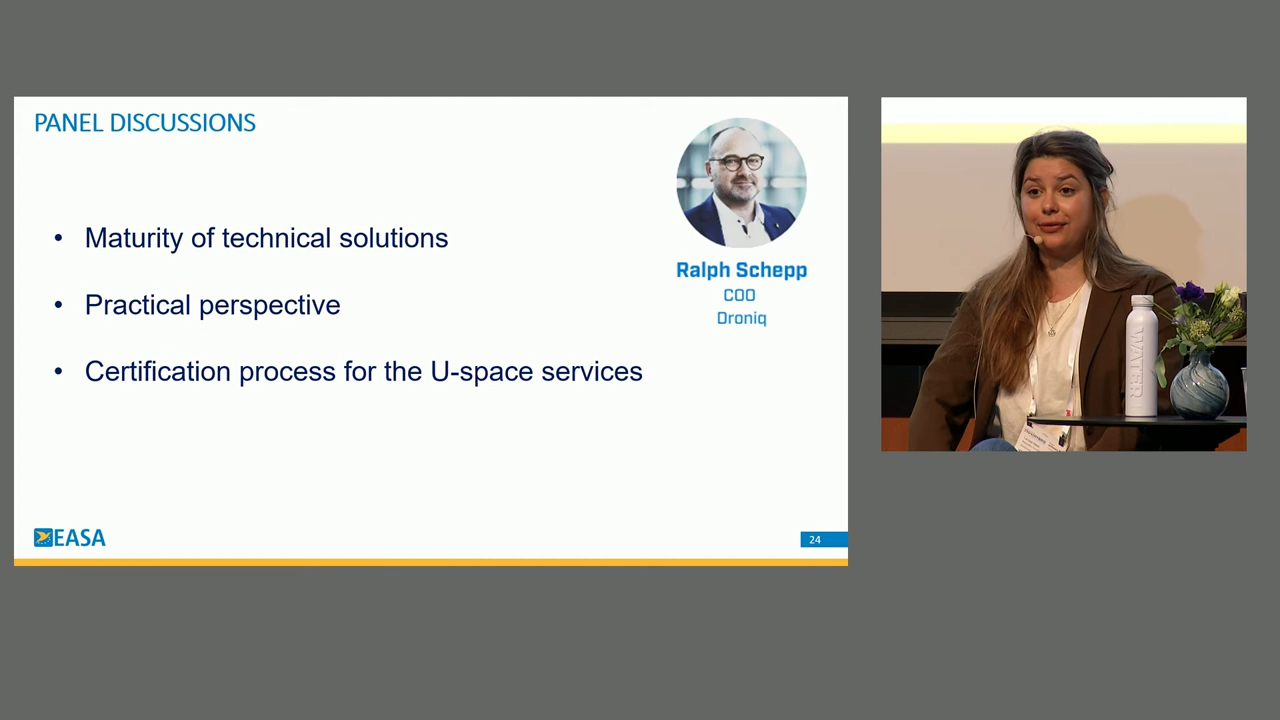 PANEL DISCUSSIONS
• Maturity of technical solutions
• Practical perspective
• Certification process for the U-space services
Ralph Schepp
COO
Droniq
EASA
24
WATER